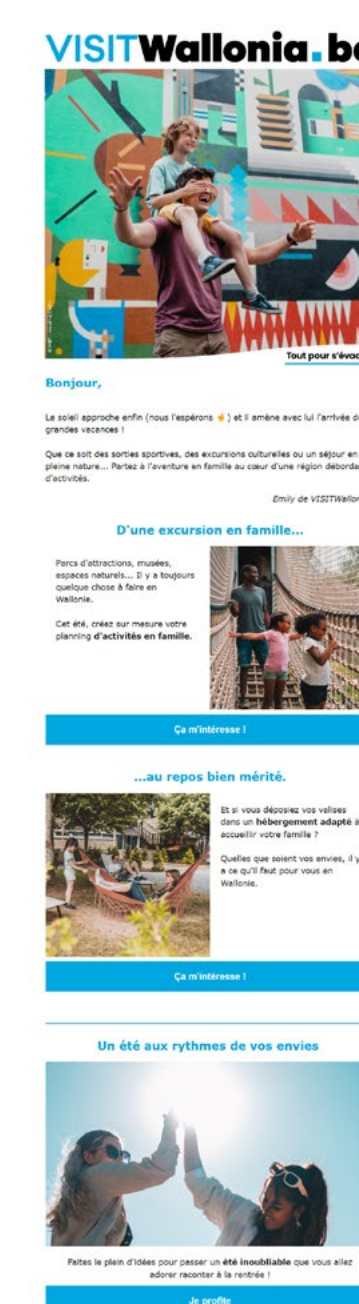 VISITWallonia.be
Tout pour s'évad
Bonjour,
Le soleil approche enfin (nous l'espérons 🤞) et il amène avec lui l'arrivée de
grandes vacances !
Que ce soit des sorties sportives, des excursions culturelles ou un séjour en
pleine nature... Partez à l'aventure en famille au cœur d'une région déborda
d'activités.
Emily de VISITWallon
D'une excursion en famille...
Parcs d'attractions, musées,
espaces naturels... Il y a toujours
quelque chose à faire en
Wallonie.
Cet été, créez sur mesure votre
planning d'activités en famille.
Ça m'intéresse !
...au repos bien mérité.
Et si vous déposiez vos valises
dans un hébergement adapté à
accueillir votre famille ?
Quelles que soient vos envies, il y
a ce qu'il faut pour vous en
Wallonie.
Ça m'intéresse !
Un été aux rythmes de vos envies
Faites le plein d'idées pour passer un été inoubliable que vous allez
adorer raconter à la rentrée !
Je profite